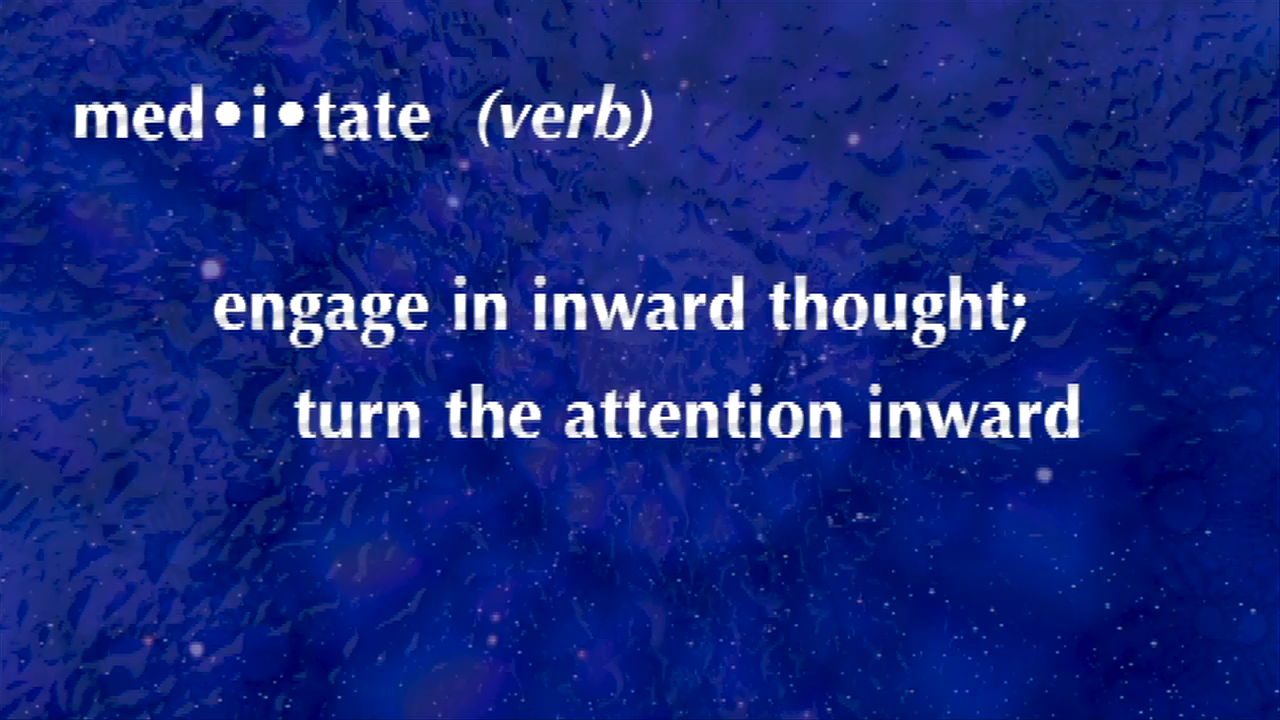 med•i•tate (verb)
engage in inward thought;
turn the attention inward